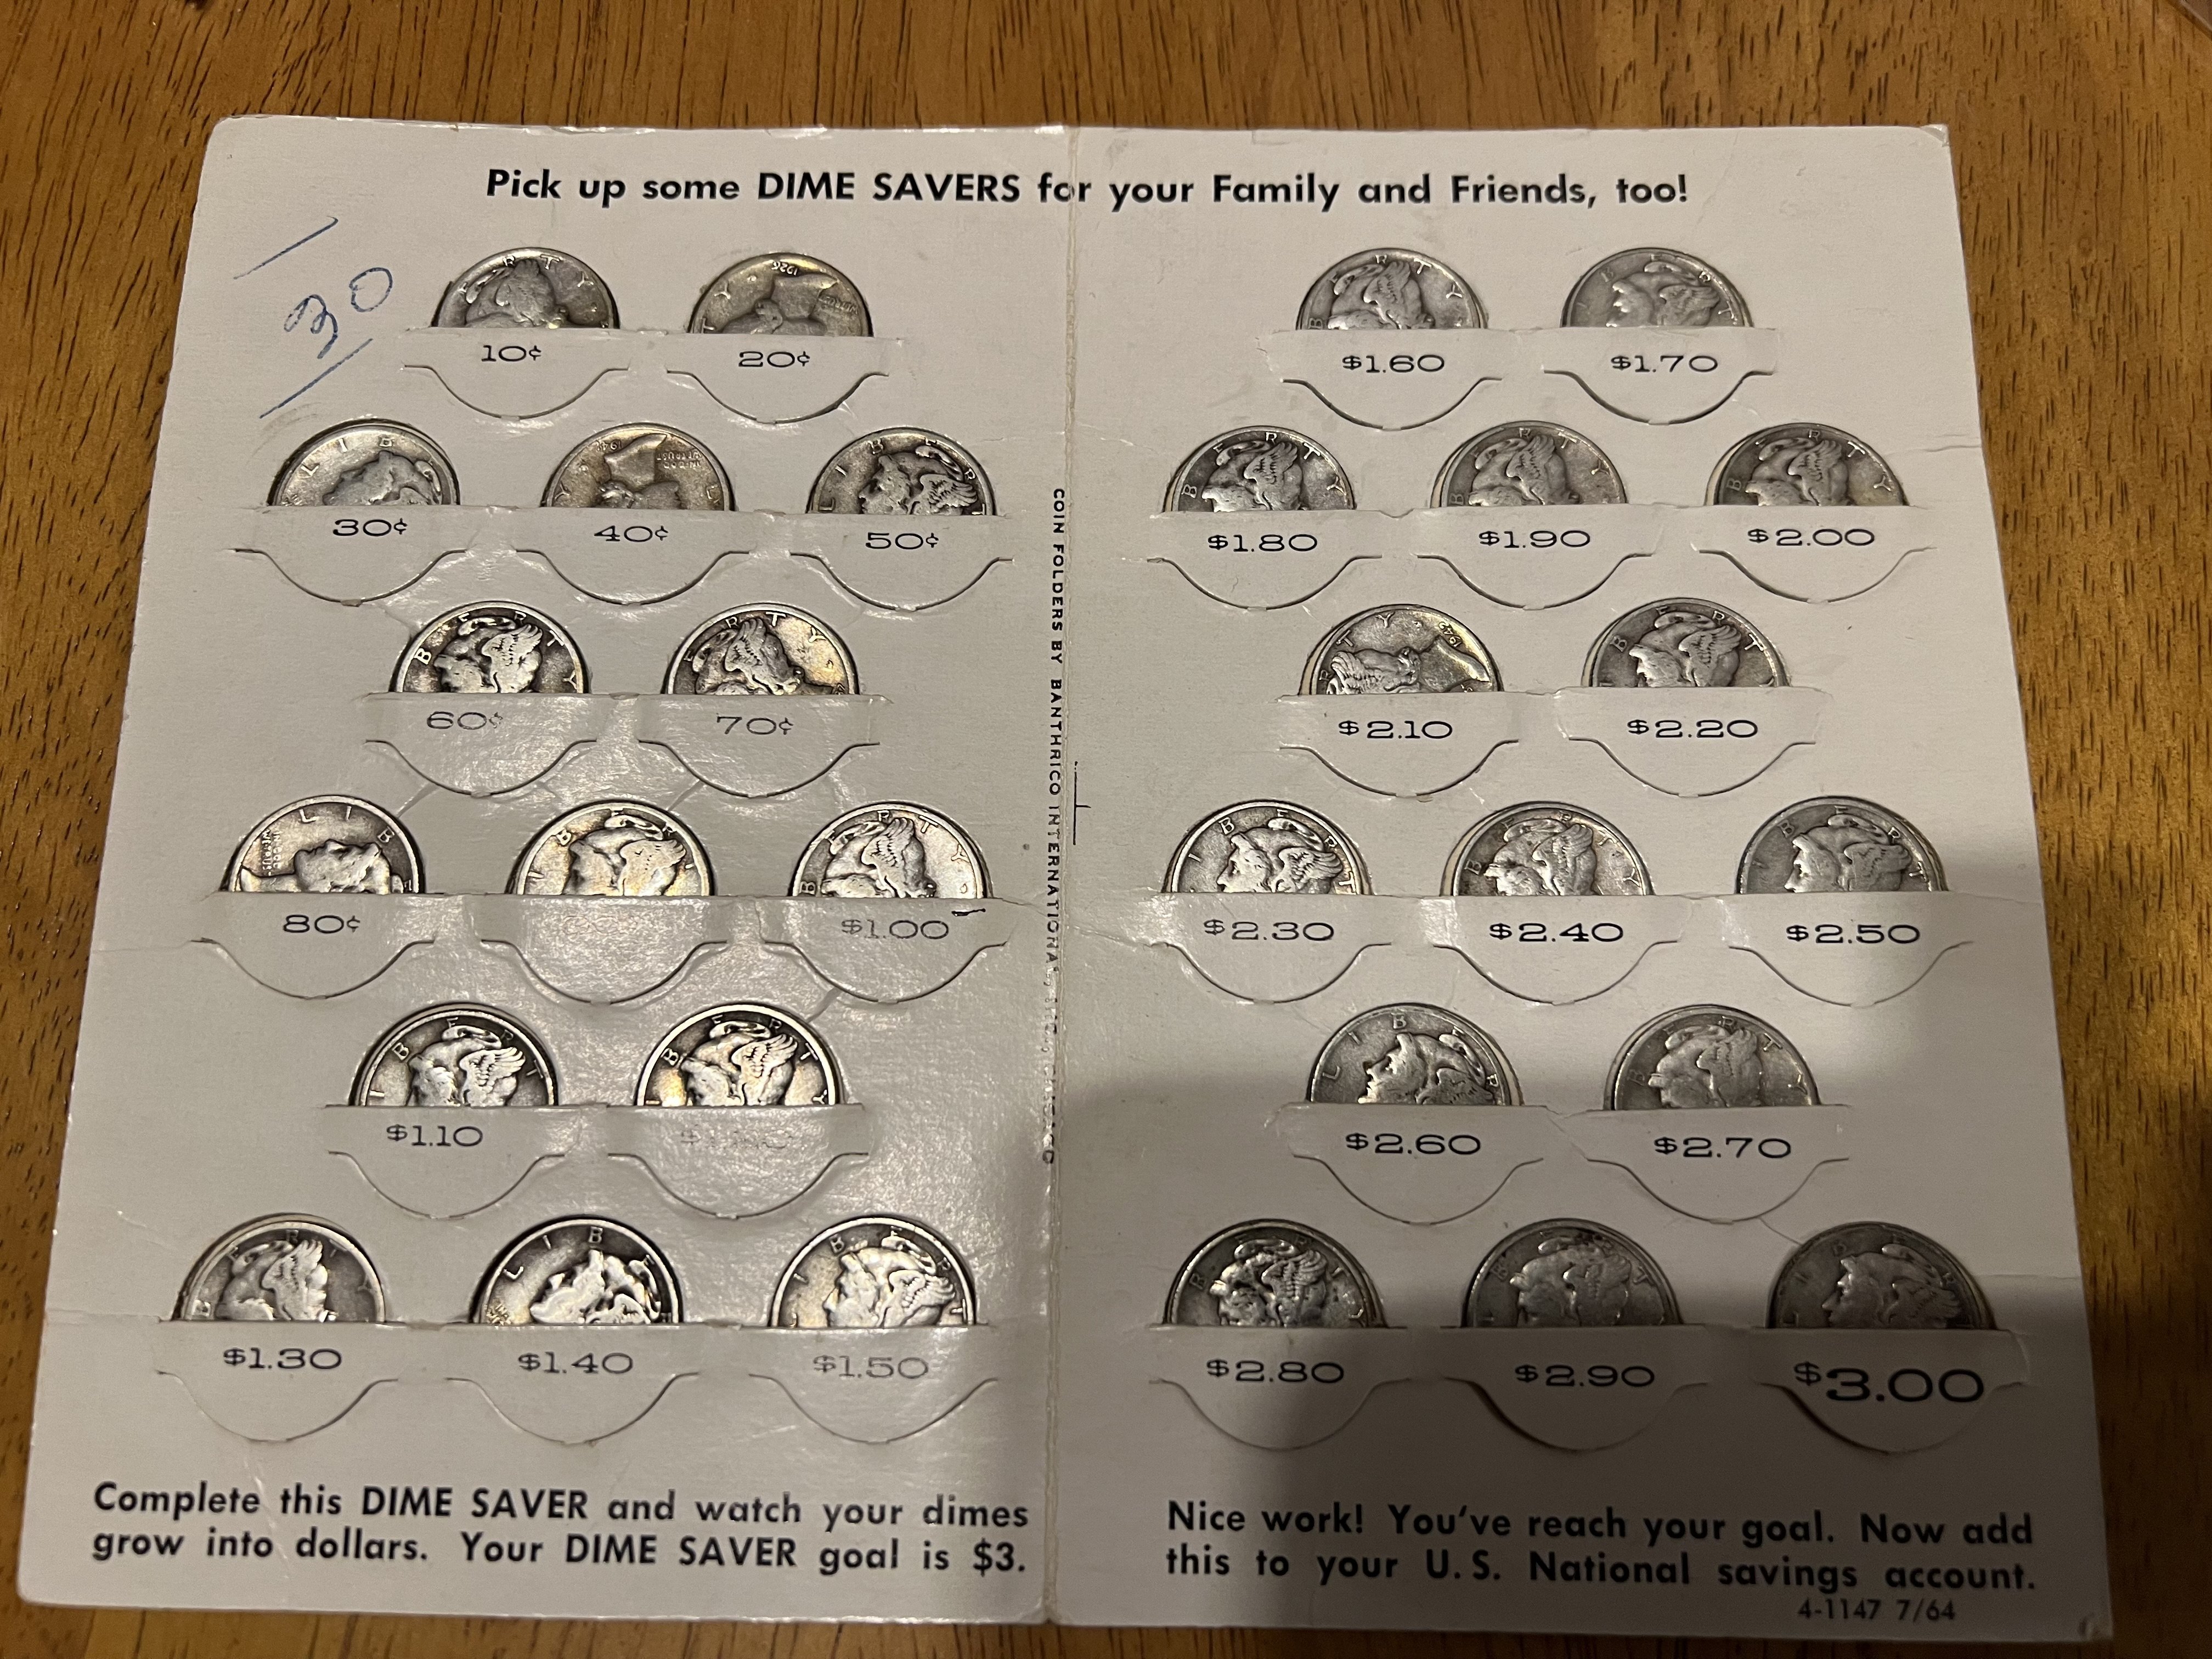 Pick up some DIME SAVERS for your Family and Friends, too!
30
10¢ 20¢
30¢ 40¢ 50¢
60¢ 70¢
80¢ $1.00
$1.10
$1.30 $1.40 $1.50
Complete this DIME SAVER and watch your dimes
grow into dollars. Your DIME SAVER goal is $3.
COIN FOLDERS BY BANTHRICO INTERNATIONAL
$1.60 $1.70
$1.80 $1.90 $2.00
$2.10 $2.20
$2.30 $2.40 $2.50
$2.60 $2.70
$2.80 $2.90 $3.00
Nice work! You've reach your goal. Now add
this to your U.S. National savings account.
4-1147 7/64